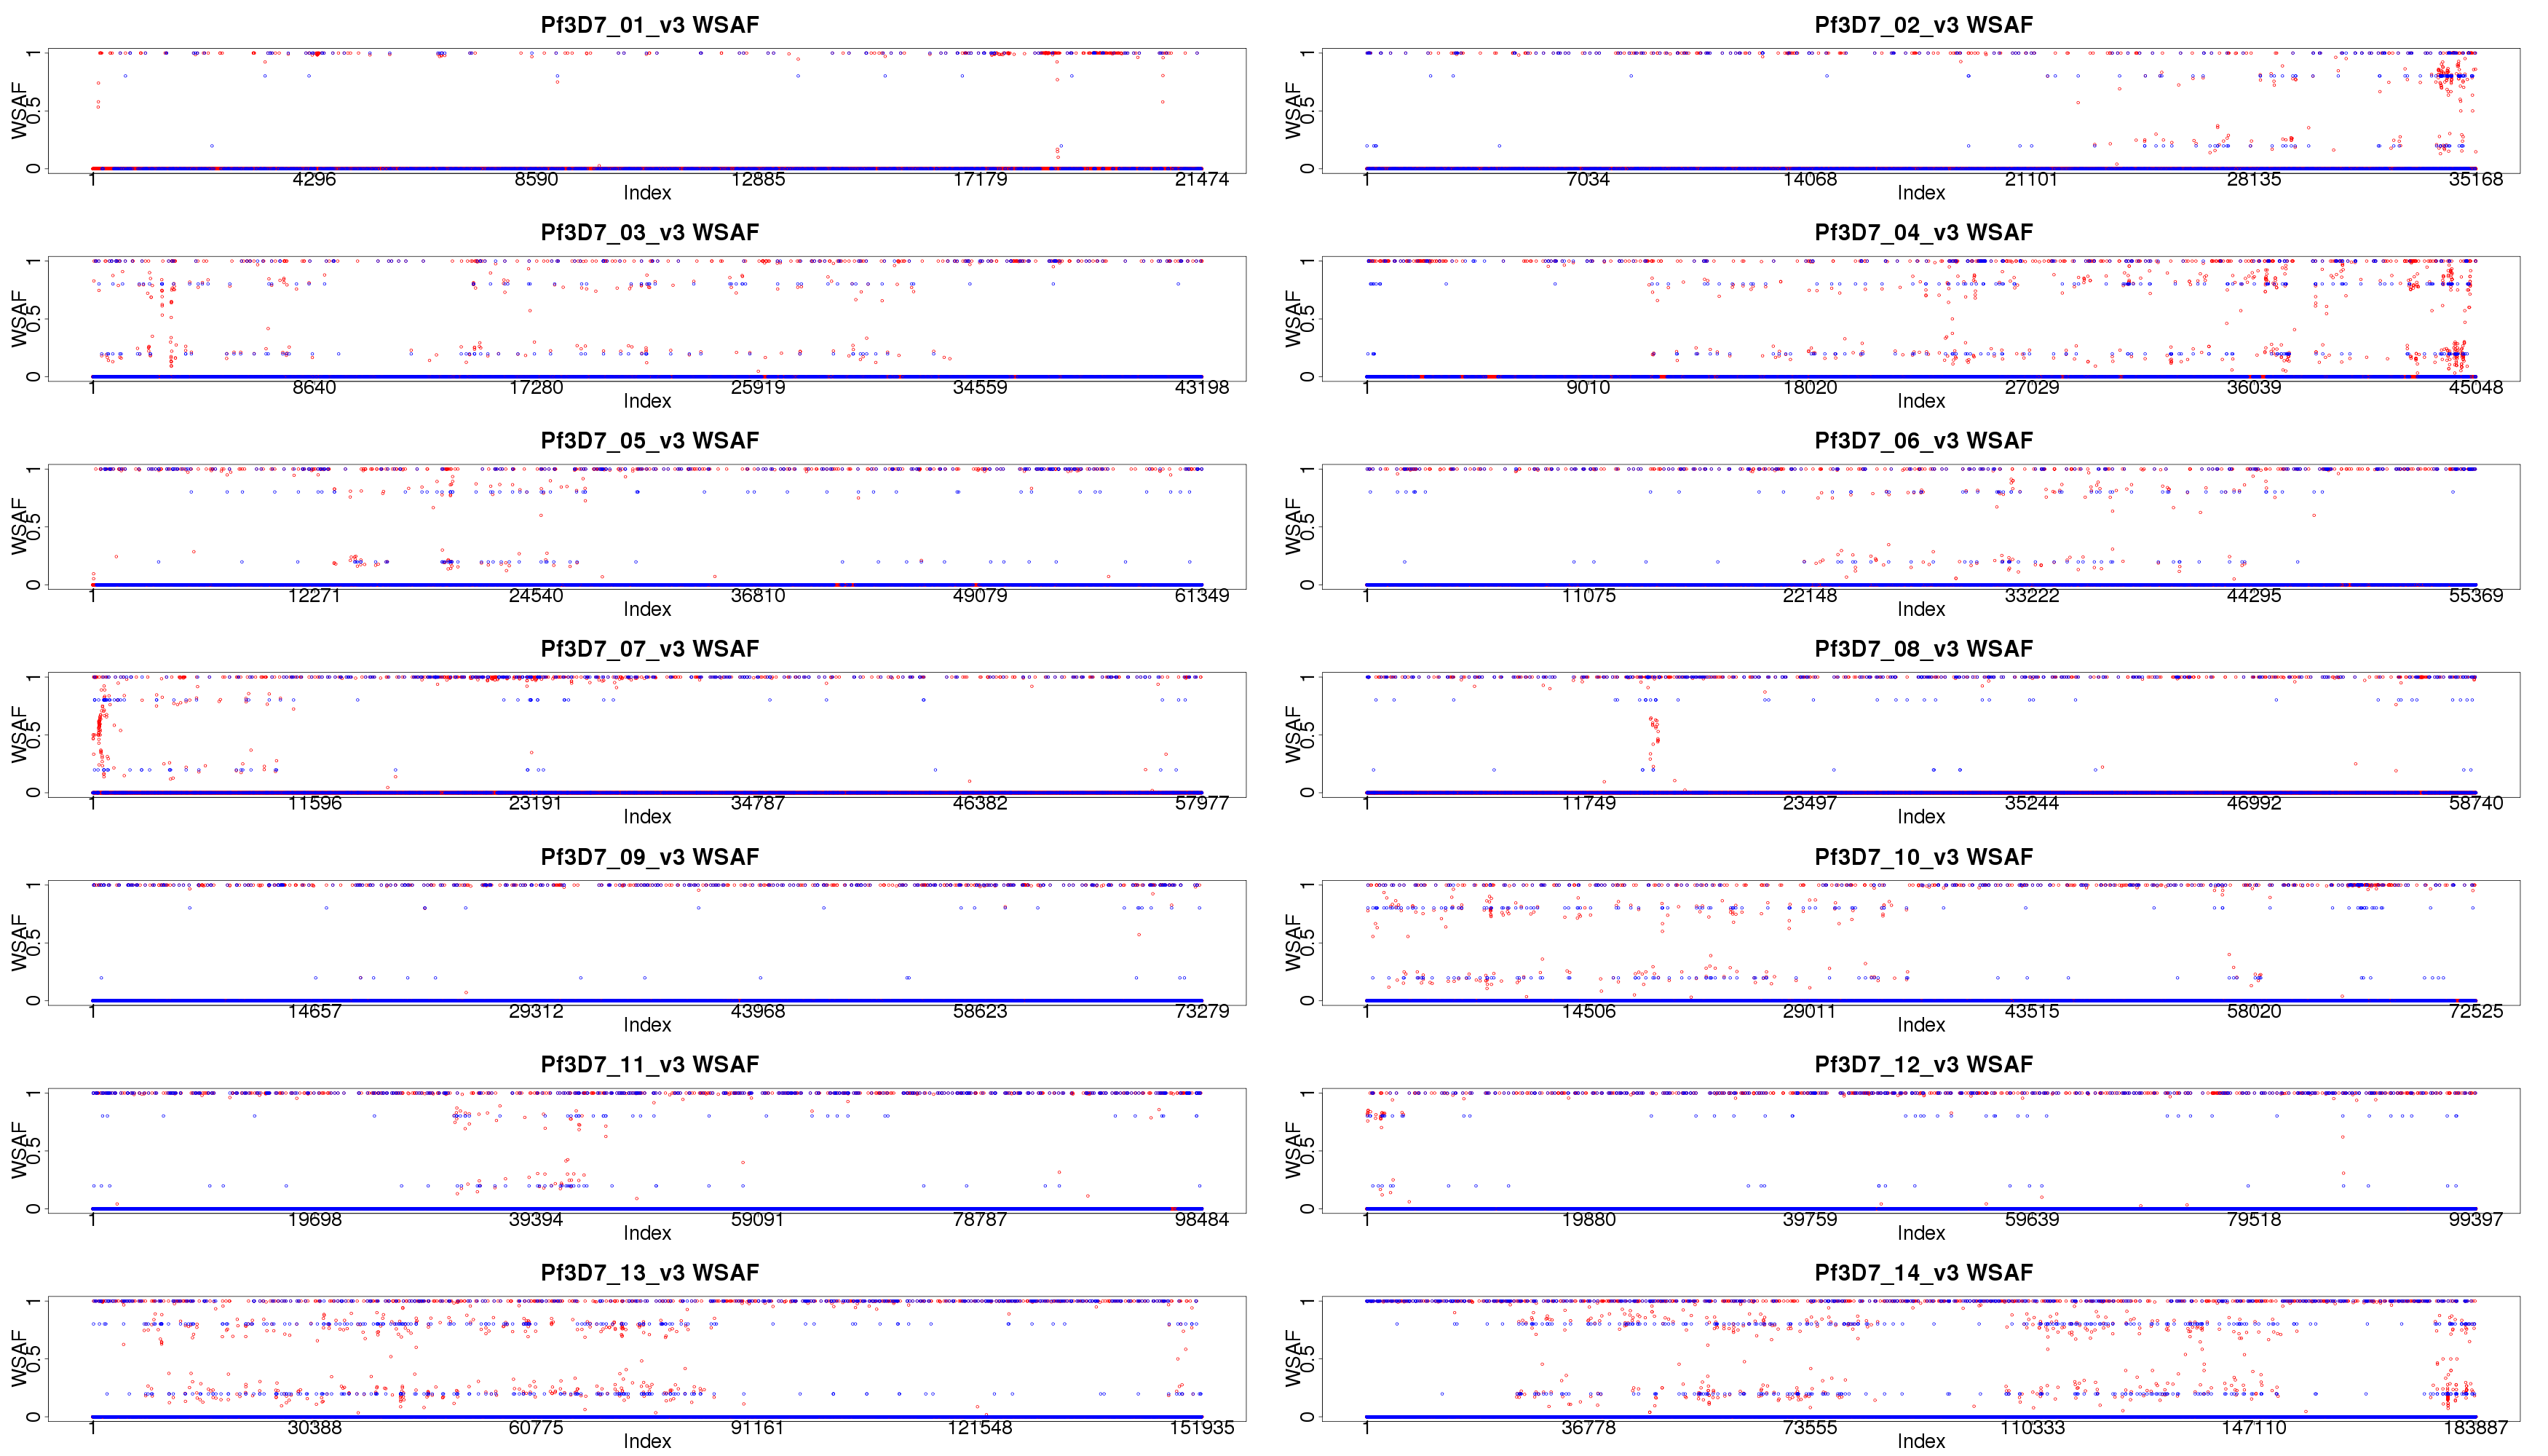 Pf3D7_01_v3 WSAF
WSAF
0 0.5 1
1 4296 8590 12885 17179 21474
Index
Pf3D7_02_v3 WSAF
WSAF
0 0.5 1
1 7034 14068 21101 28135 35168
Index
Pf3D7_03_v3 WSAF
WSAF
0 0.5 1
1 8640 17280 25919 34559 43198
Index
Pf3D7_04_v3 WSAF
WSAF
0 0.5 1
1 9010 18020 27029 36039 45048
Index
Pf3D7_05_v3 WSAF
WSAF
0 0.5 1
1 12271 24540 36810 49079 61349
Index
Pf3D7_06_v3 WSAF
WSAF
0 0.5 1
1 11075 22148 33222 44295 55369
Index
Pf3D7_07_v3 WSAF
WSAF
0 0.5 1
1 11596 23191 34787 46382 57977
Index
Pf3D7_08_v3 WSAF
WSAF
0 0.5 1
1 11749 23497 35244 46992 58740
Index
Pf3D7_09_v3 WSAF
WSAF
0 0.5 1
1 14657 29312 43968 58623 73279
Index
Pf3D7_10_v3 WSAF
WSAF
0 0.5 1
1 14506 29011 43515 58020 72525
Index
Pf3D7_11_v3 WSAF
WSAF
0 0.5 1
1 19698 39394 59091 78787 98484
Index
Pf3D7_12_v3 WSAF
WSAF
0 0.5 1
1 19880 39759 59639 79518 99397
Index
Pf3D7_13_v3 WSAF
WSAF
0 0.5 1
1 30388 60775 91161 121548 151935
Index
Pf3D7_14_v3 WSAF
WSAF
0 0.5 1
1 36778 73555 110333 147110 183887
Index